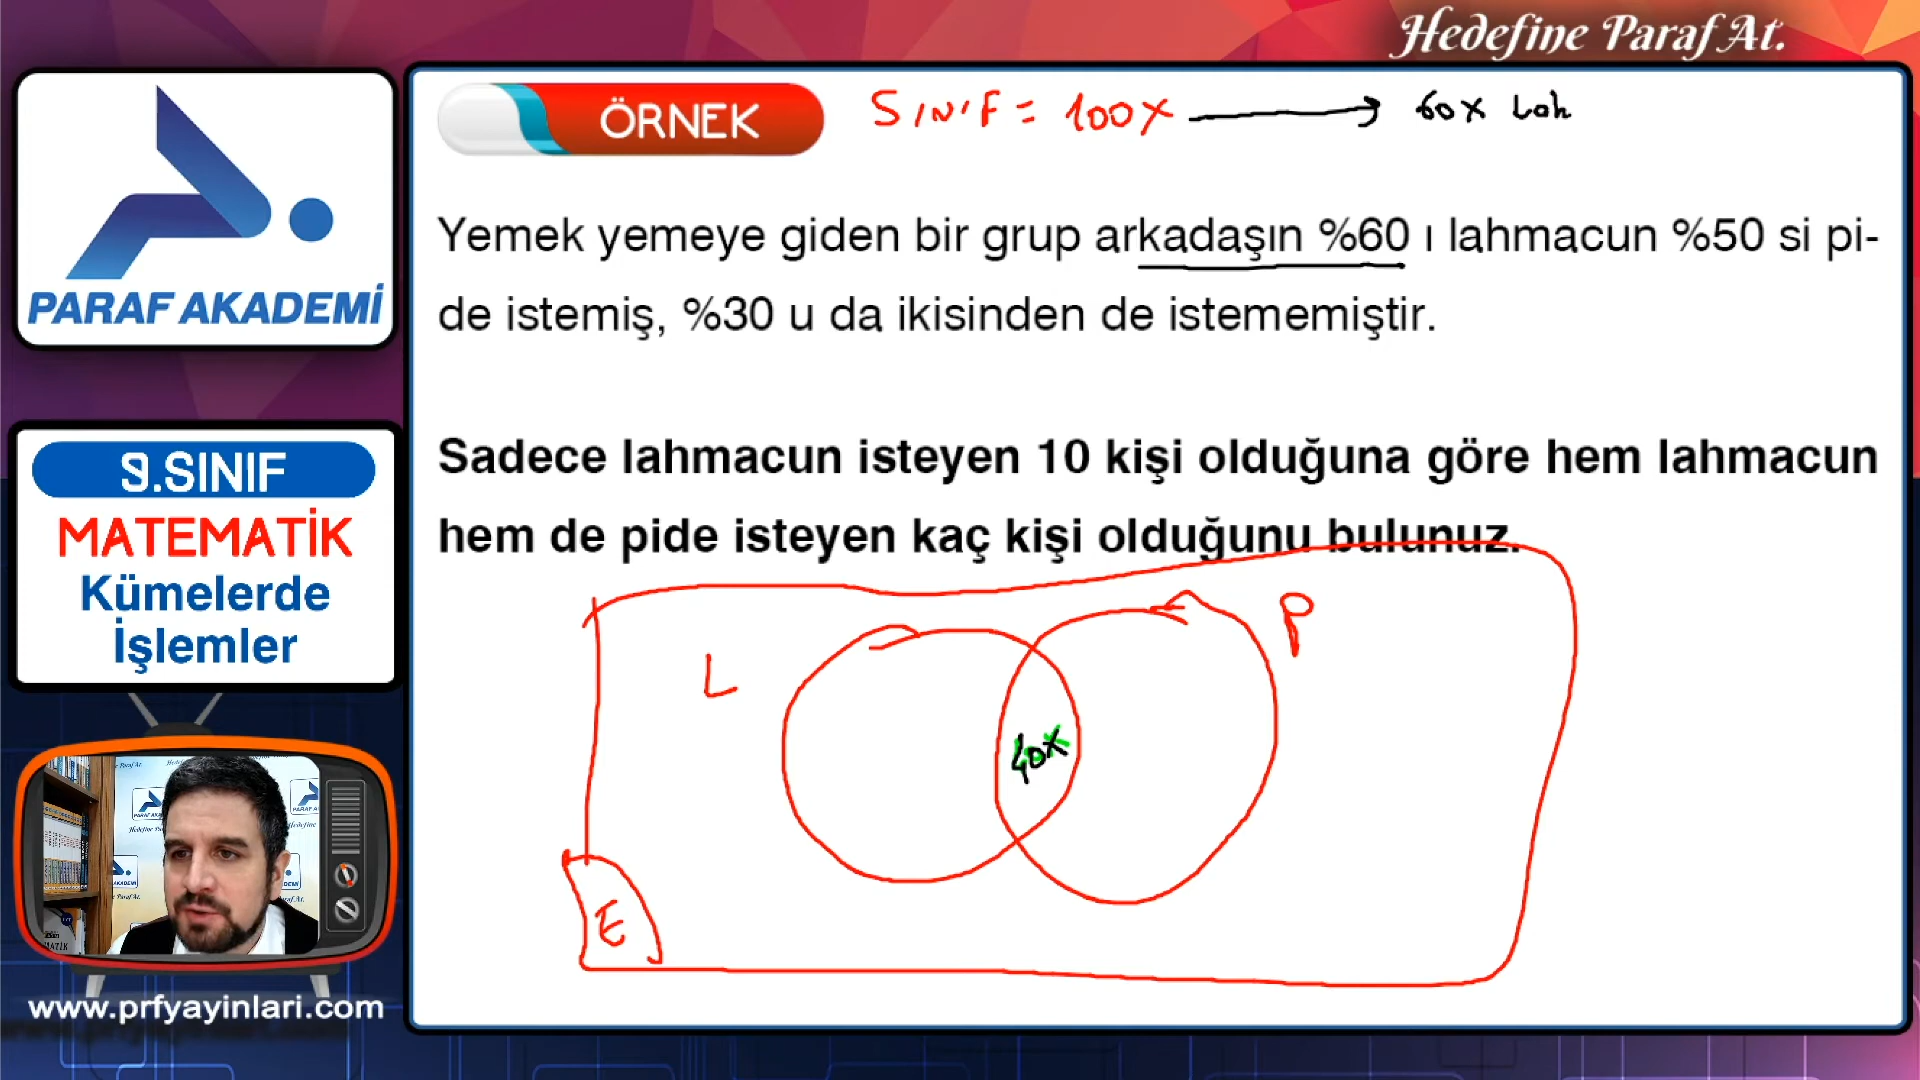 Hedefine Paraf At.
ÖRNEK
SINIF = 100x → 60x Lah
Yemek yemeye giden bir grup arkadaşın %60 ı lahmacun %50 si pi-
de istemiş, %30 u da ikisinden de istememiştir.
Sadece lahmacun isteyen 10 kişi olduğuna göre hem lahmacun
hem de pide isteyen kaç kişi olduğunu bulunuz.
L
P
40x
E
PARAF AKADEMİ
9.SINIF
MATEMATİK
Kümelerde
İşlemler
www.prfyayinlari.com